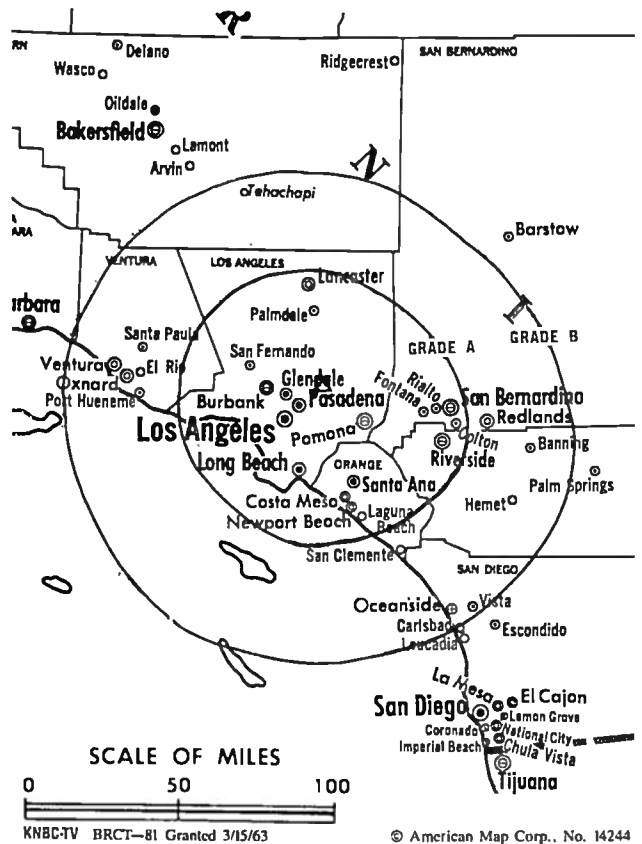 RN
Delano
SAN BERNARDINO
Wasco
Ridgecrest
Oildale
Bakersfield
Lamont
Arvin
N
Tehachapi
ARA
Barstow
VENTURA
LOS ANGELES
Lancaster
arbara
Palmdale
Santa Paula
GRADE A
GRADE B
San Fernando
Ventura
El Rio
Oxnard
Port Hueneme
Burbank
Glendale
Pasadena
Fontana
Rialto
San Bernardino
Redlands
Los Angeles
Pomona
Colton
Riverside
Banning
Long Beach
ORANGE
Santa Ana
Palm Springs
Costa Mesa
Hemet
Newport Beach
Laguna
Beach
San Clemente
SAN DIEGO
Oceanside
Vista
Carlsbad
Escondido
Leucadia
La Mesa
El Cajon
San Diego
Lemon Grove
Coronado
National City
Imperial Beach
Chula Vista
Tijuana
SCALE OF MILES
0 50 100
KNBC-TV BRCT—81 Granted 3/15/63
© American Map Corp., No. 14244